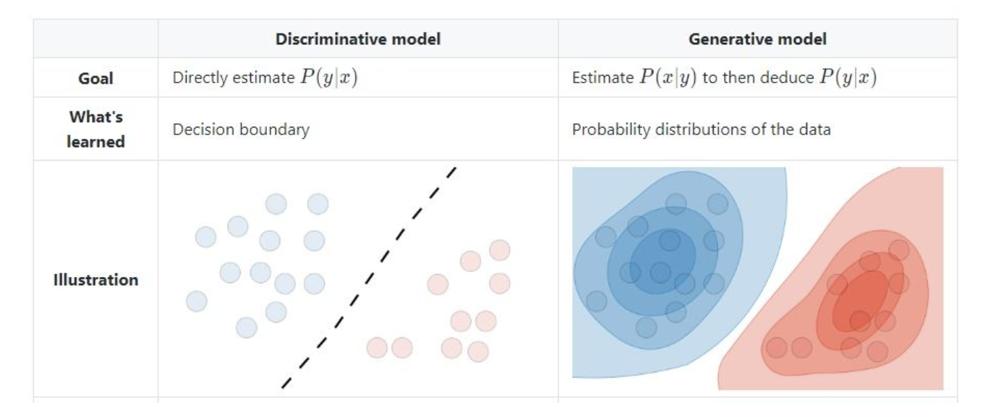 Discriminative model
Generative model
Goal
Directly estimate P(y|x)
Estimate P(x|y) to then deduce P(y|x)
What's
learned
Decision boundary
Probability distributions of the data
Illustration